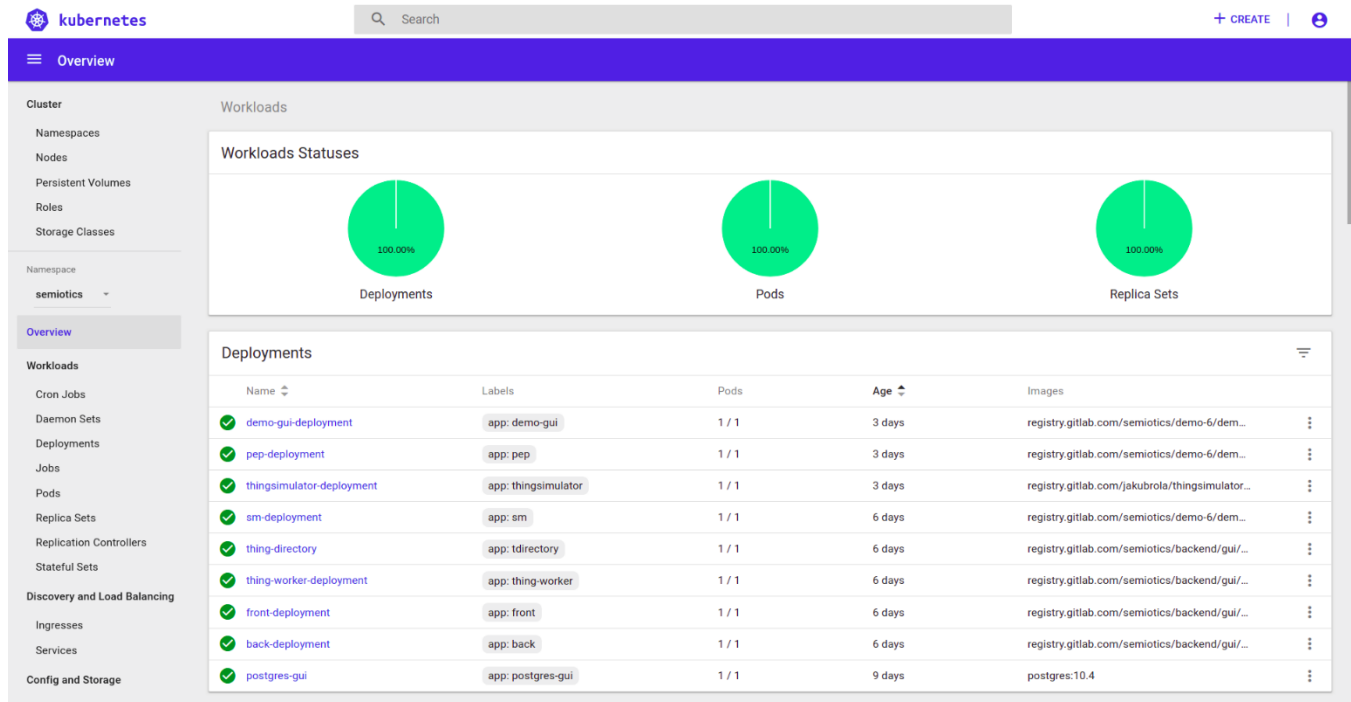 kubernetes
Search
+ CREATE
Overview
Cluster
Namespaces
Nodes
Persistent Volumes
Roles
Storage Classes
Namespace
semiotics
Overview
Workloads
Cron Jobs
Daemon Sets
Deployments
Jobs
Pods
Replica Sets
Replication Controllers
Stateful Sets
Discovery and Load Balancing
Ingresses
Services
Config and Storage
Workloads
Workloads Statuses
100.00% 100.00% 100.00%
Deployments Pods Replica Sets
Deployments
Name Labels Pods Age Images
demo-gui-deployment app: demo-gui 1 / 1 3 days registry.gitlab.com/semiotics/demo-6/dem...
pep-deployment app: pep 1 / 1 3 days registry.gitlab.com/semiotics/demo-6/dem...
thingsimulator-deployment app: thingsimulator 1 / 1 3 days registry.gitlab.com/jakubrola/thingsimulator...
sm-deployment app: sm 1 / 1 6 days registry.gitlab.com/semiotics/demo-6/dem...
thing-directory app: tdirectory 1 / 1 6 days registry.gitlab.com/semiotics/backend/gui/...
thing-worker-deployment app: thing-worker 1 / 1 6 days registry.gitlab.com/semiotics/backend/gui/...
front-deployment app: front 1 / 1 6 days registry.gitlab.com/semiotics/backend/gui/...
back-deployment app: back 1 / 1 6 days registry.gitlab.com/semiotics/backend/gui/...
postgres-gui app: postgres-gui 1 / 1 9 days postgres:10.4